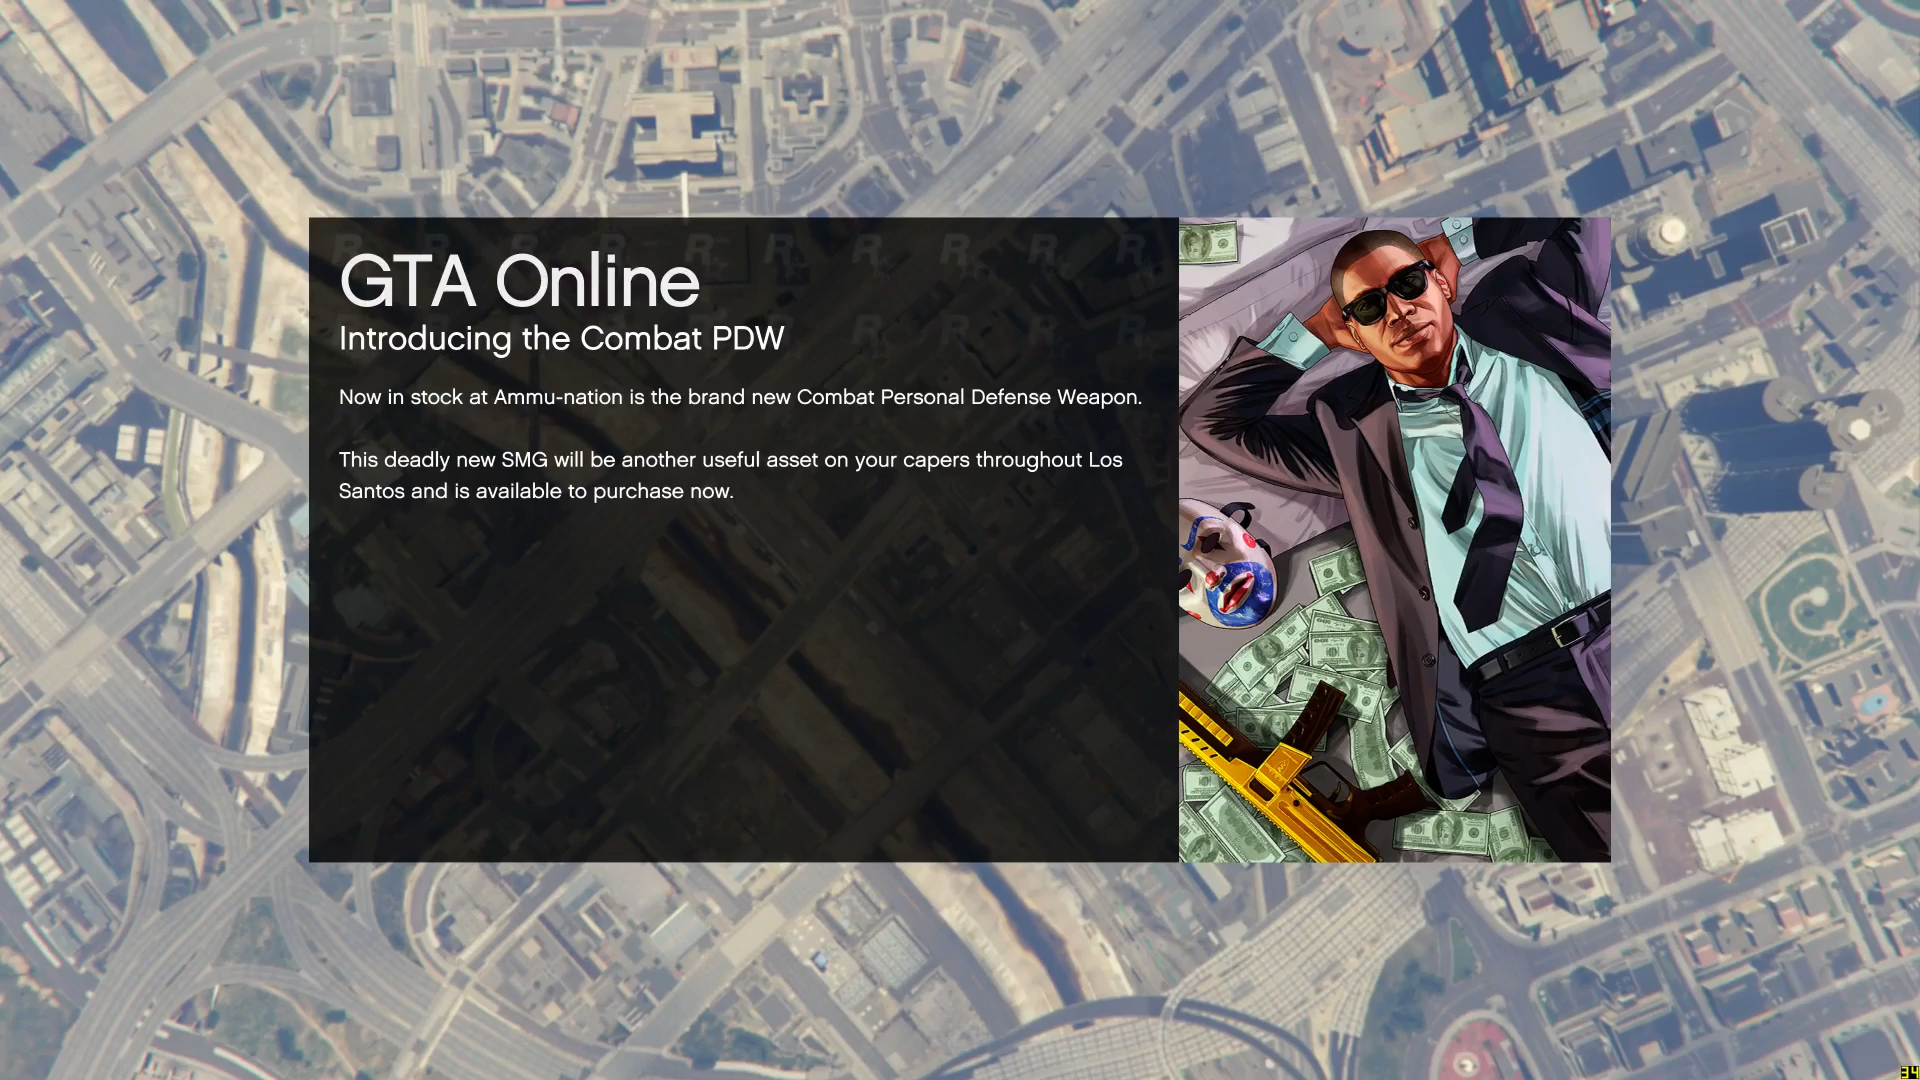 GTA Online
Introducing the Combat PDW
Now in stock at Ammu-nation is the brand new Combat Personal Defense Weapon.
This deadly new SMG will be another useful asset on your capers throughout Los
Santos and is available to purchase now.
34